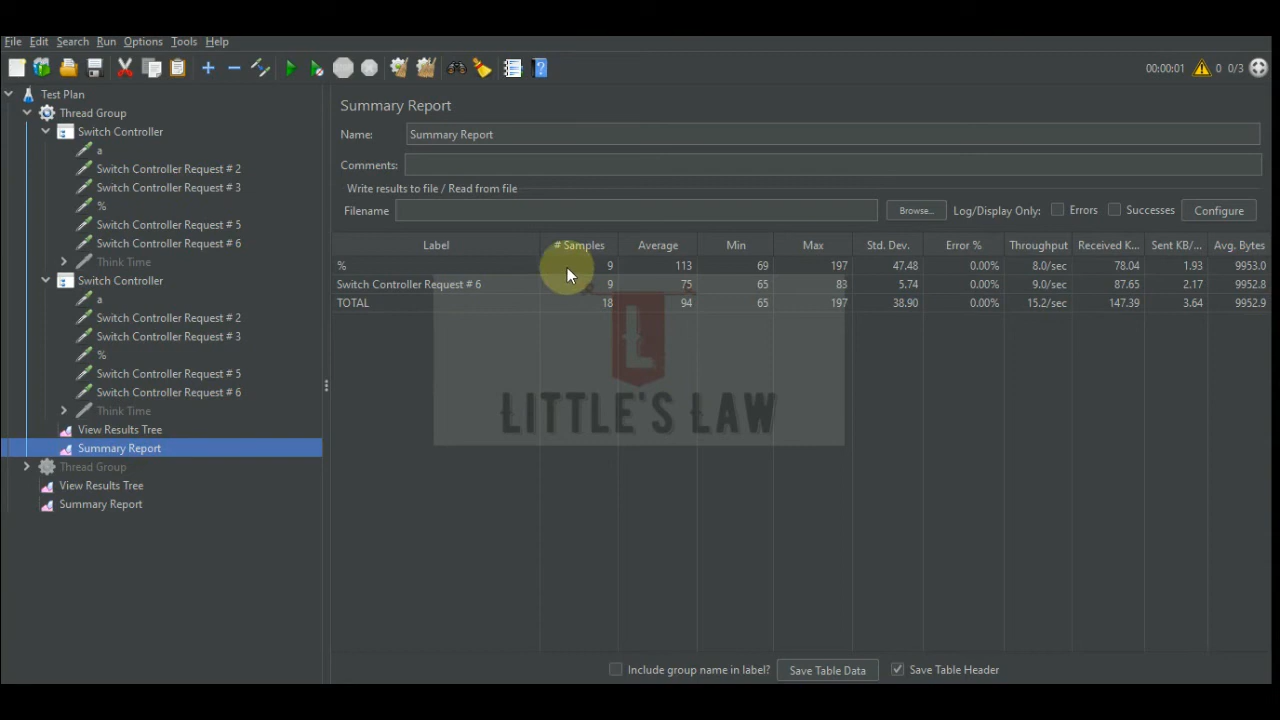 File Edit Search Run Options Tools Help
00:00:01 0 0/3
Test Plan
Thread Group
Switch Controller
a
Switch Controller Request # 2
Switch Controller Request # 3
%
Switch Controller Request # 5
Switch Controller Request # 6
Think Time
Switch Controller
a
Switch Controller Request # 2
Switch Controller Request # 3
%
Switch Controller Request # 5
Switch Controller Request # 6
Think Time
View Results Tree
Summary Report
Thread Group
View Results Tree
Summary Report
Summary Report
Name: Summary Report
Comments:
Write results to file / Read from file
Filename Browse... Log/Display Only: Errors Successes Configure
Label # Samples Average Min Max Std. Dev. Error % Throughput Received K... Sent KB/... Avg. Bytes
% 9 113 69 197 47.48 0.00% 8.0/sec 78.04 1.93 9953.0
Switch Controller Request # 6 9 75 65 83 5.74 0.00% 9.0/sec 87.65 2.17 9952.8
TOTAL 18 94 65 197 38.90 0.00% 15.2/sec 147.39 3.64 9952.9
L
LITTLE'S LAW
Include group name in label? Save Table Data Save Table Header